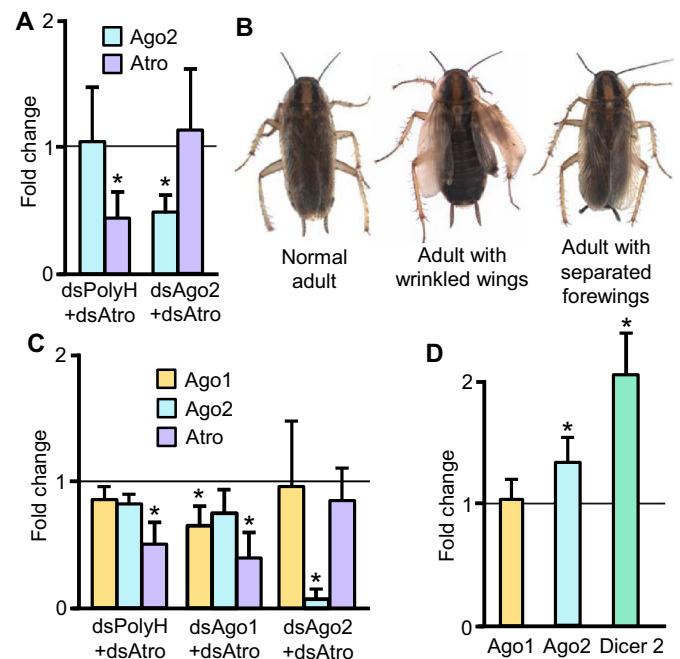 A
2
Ago2
Atro
Fold change
1
*
*
0
dsPolyH
+dsAtro
dsAgo2
+dsAtro
B
Normal
adult
Adult with
wrinkled wings
Adult with
separated
forewings
C
2
Ago1
Ago2
Atro
Fold change
1
*
*
*
*
0
dsPolyH
+dsAtro
dsAgo1
+dsAtro
dsAgo2
+dsAtro
D
2
*
*
Fold change
1
0
Ago1 Ago2 Dicer 2